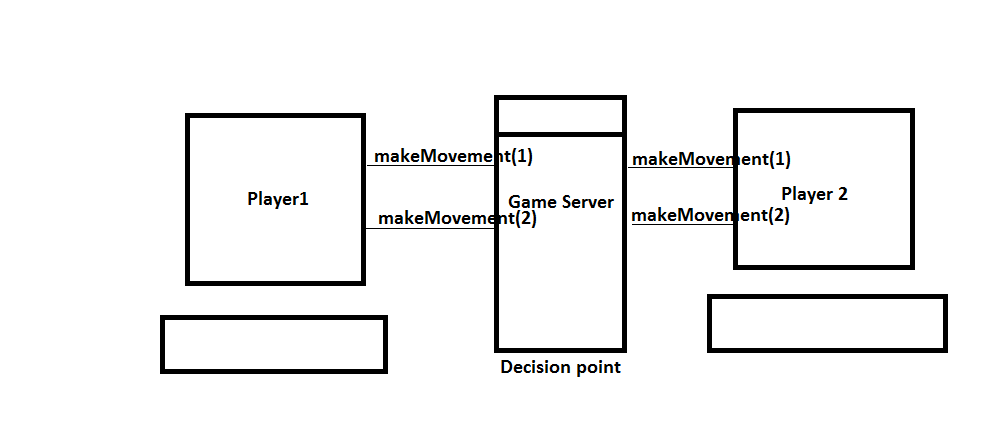 makeMovement(1)
makeMovement(1)
Player1
Game Server
Player 2
makeMovement(2)
makeMovement(2)
Decision point